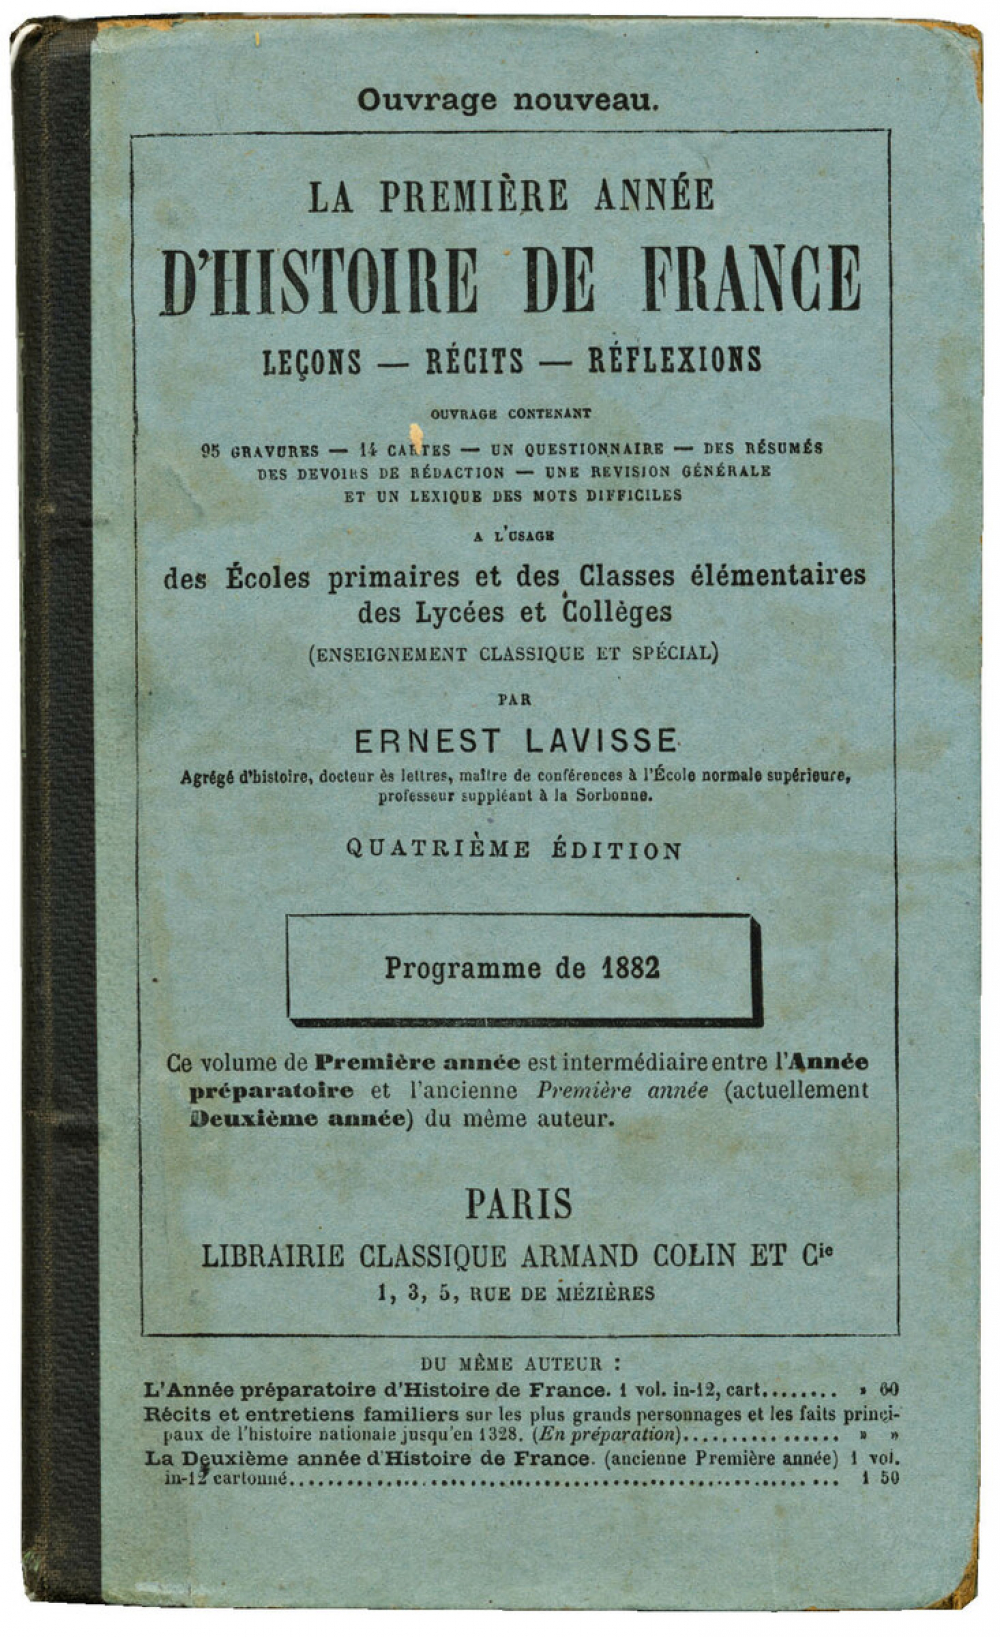 Ouvrage nouveau.
LA PREMIÈRE ANNÉE
D'HISTOIRE DE FRANCE
LEÇONS — RÉCITS — RÉFLEXIONS
OUVRAGE CONTENANT
95 GRAVURES — 14 CARTES — UN QUESTIONNAIRE — DES RÉSUMÉS
DES DEVOIRS DE RÉDACTION — UNE REVISION GÉNÉRALE
ET UN LEXIQUE DES MOTS DIFFICILES
A L'USAGE
des Écoles primaires et des Classes élémentaires
des Lycées et Collèges
(ENSEIGNEMENT CLASSIQUE ET SPÉCIAL)
PAR
ERNEST LAVISSE
Agrégé d'histoire, docteur ès lettres, maître de conférences à l'École normale supérieure,
professeur suppléant à la Sorbonne.
QUATRIÈME ÉDITION
Programme de 1882
Ce volume de Première année est intermédiaire entre l'Année
préparatoire et l'ancienne Première année (actuellement
Deuxième année) du même auteur.
PARIS
LIBRAIRIE CLASSIQUE ARMAND COLIN ET Cie
1, 3, 5, RUE DE MÉZIÈRES
DU MÊME AUTEUR :
L'Année préparatoire d'Histoire de France. 1 vol. in-12, cart........ » 60
Récits et entretiens familiers sur les plus grands personnages et les faits princi-
paux de l'histoire nationale jusqu'en 1328. (En préparation)................ » »
La Deuxième année d'Histoire de France. (ancienne Première année) 1 vol.
in-12 cartonné.......................................................... 1 50